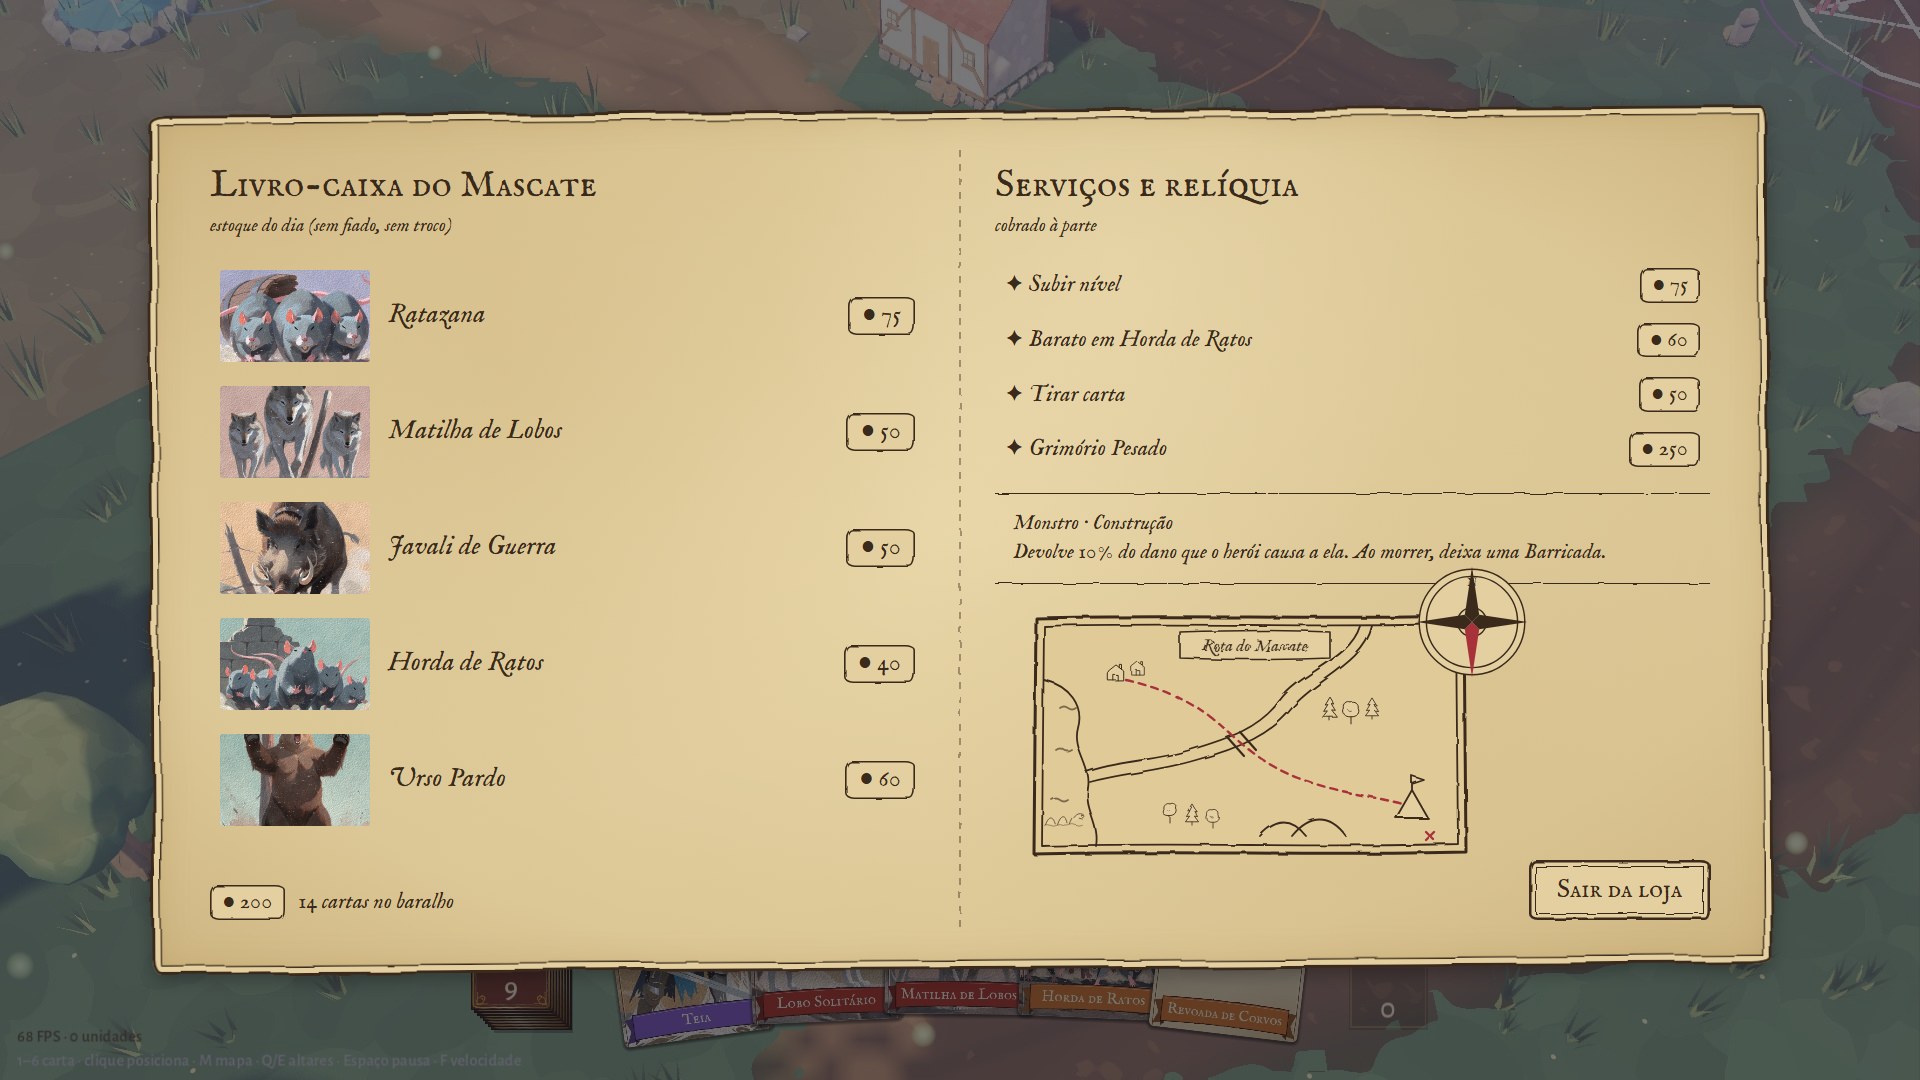 Livro-caixa do Mascate
estoque do dia (sem fiado, sem troco)
Ratazana
75
Matilha de Lobos
50
Javali de Guerra
50
Horda de Ratos
40
Urso Pardo
60
200 14 cartas no baralho
Serviços e relíquia
cobrado à parte
Subir nível
75
Barato em Horda de Ratos
60
Tirar carta
50
Grimório Pesado
250
Monstro · Construção
Devolve 10% do dano que o herói causa a ela. Ao morrer, deixa uma Barricada.
Rota do Mascate
Sair da loja
9
Teia
Lobo Solitário
Matilha de Lobos
Horda de Ratos
Revoada de Corvos
0
68 FPS · 0 unidades
1–6 carta · clique posiciona · M mapa · Q/E altares · Espaço pausa · F velocidade